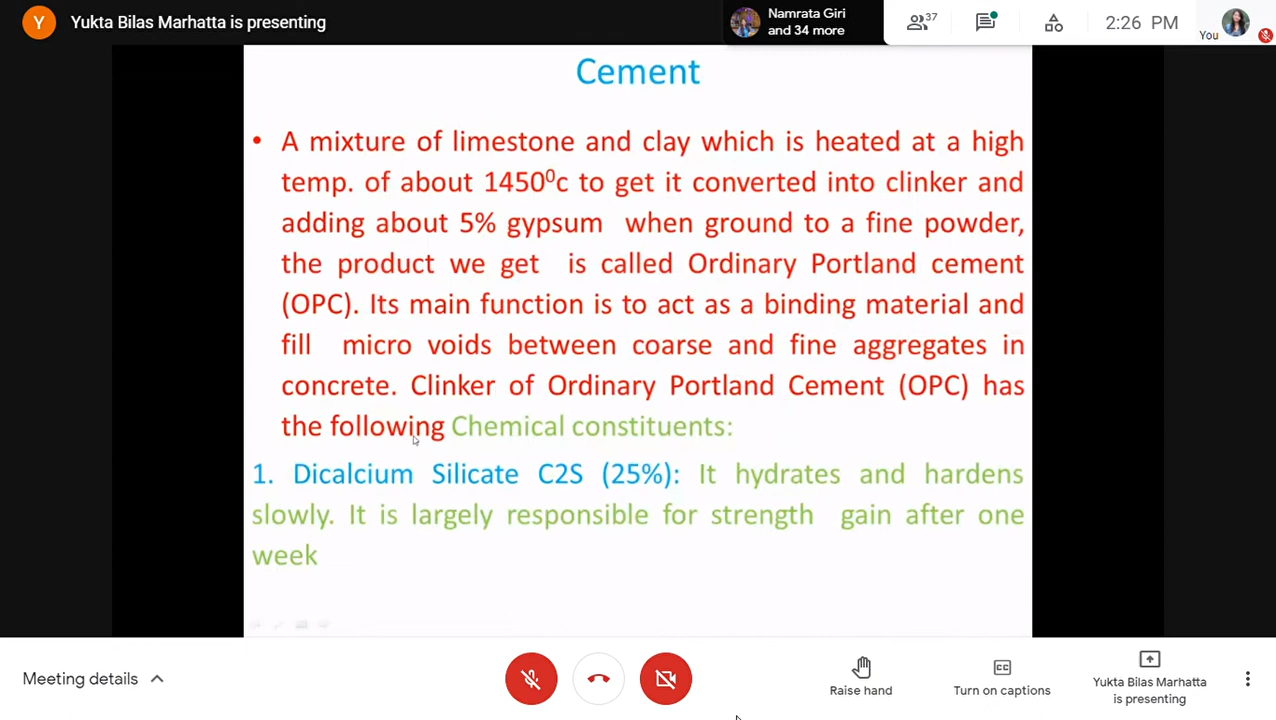 Y Yukta Bilas Marhatta is presenting
Namrata Giri
and 34 more
37
2:26 PM
You
Cement
• A mixture of limestone and clay which is heated at a high
temp. of about 1450⁰c to get it converted into clinker and
adding about 5% gypsum when ground to a fine powder,
the product we get is called Ordinary Portland cement
(OPC). Its main function is to act as a binding material and
fill micro voids between coarse and fine aggregates in
concrete. Clinker of Ordinary Portland Cement (OPC) has
the following Chemical constituents:
1. Dicalcium Silicate C2S (25%): It hydrates and hardens
slowly. It is largely responsible for strength gain after one
week
Meeting details
Raise hand
CC
Turn on captions
Yukta Bilas Marhatta
is presenting